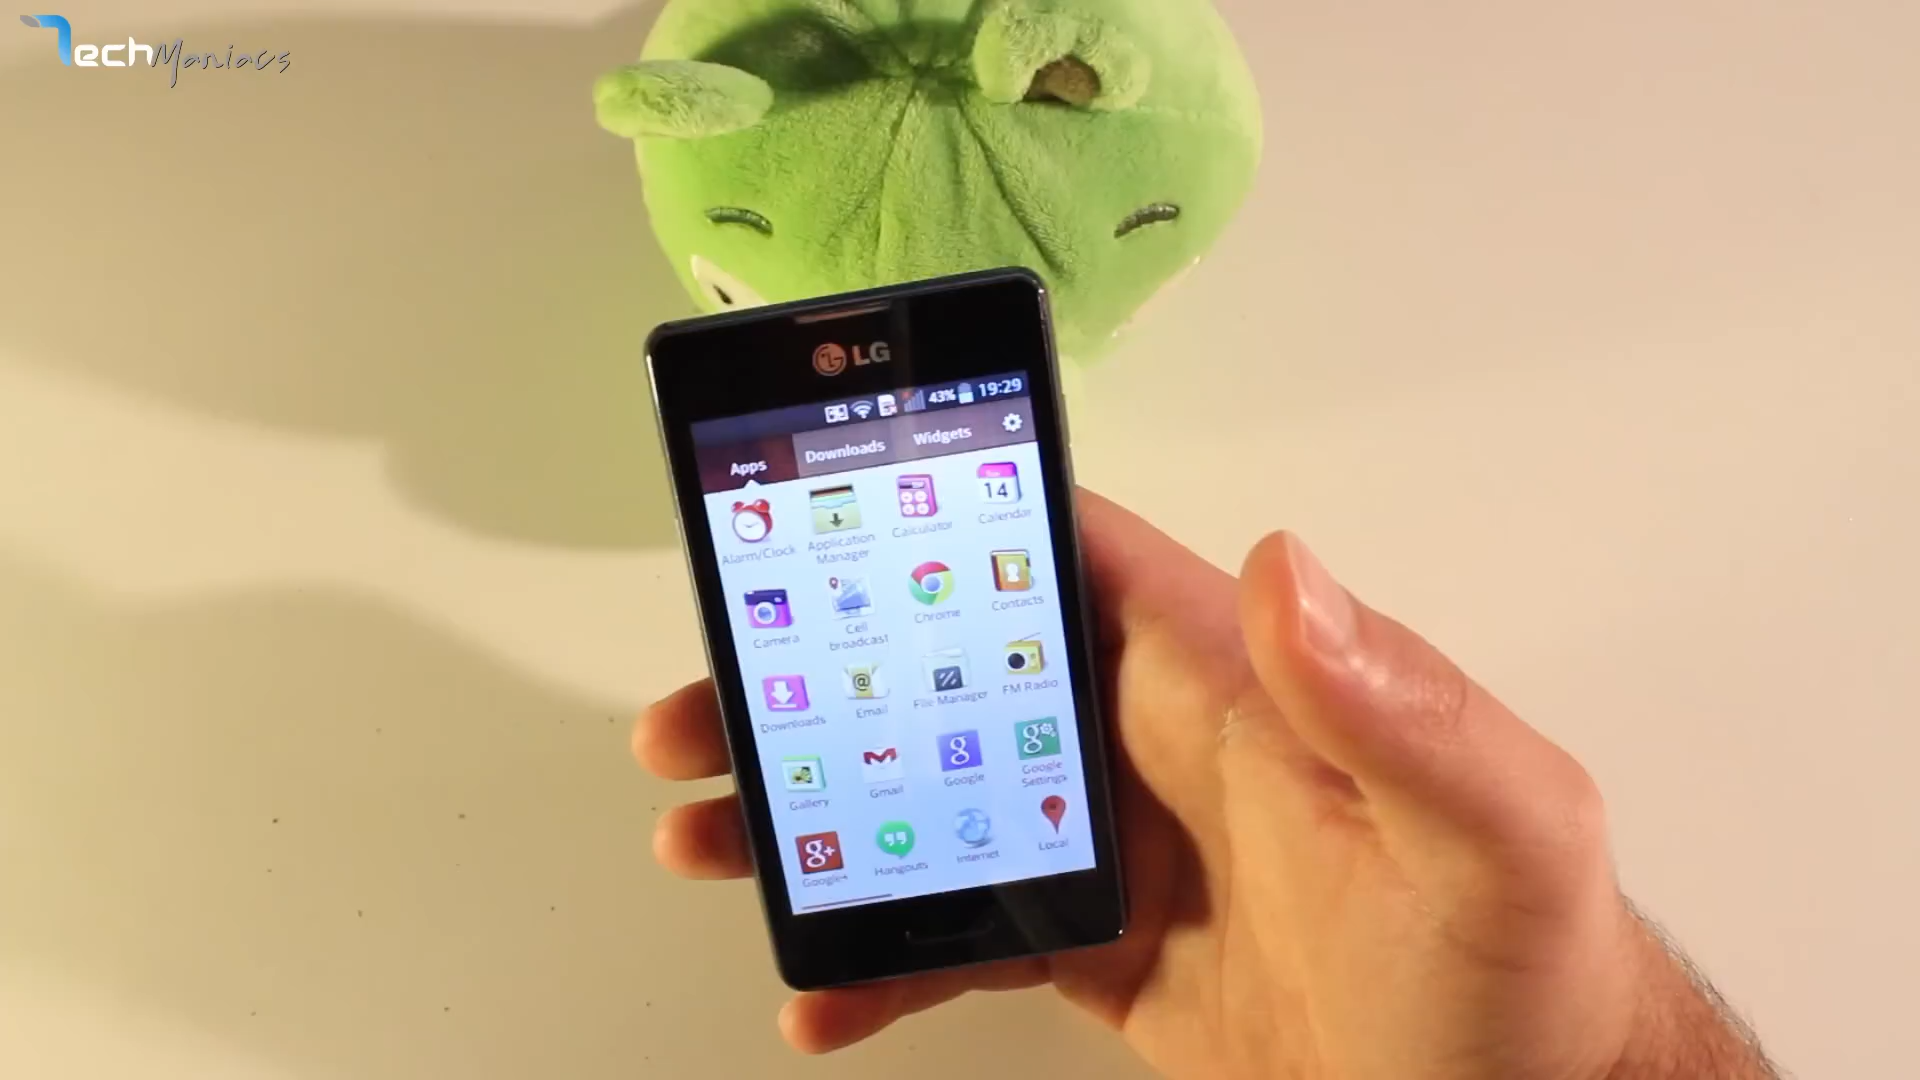 TechManiacs
LG
43% 19:29
Apps Downloads Widgets
Alarm/Clock Application Manager Calculator 14 Calendar
Camera Cell broadcast Chrome Contacts
Downloads @ Email File Manager FM Radio
Gallery M Gmail g Google g Google Settings
g+ Google+ Hangouts Internet Local